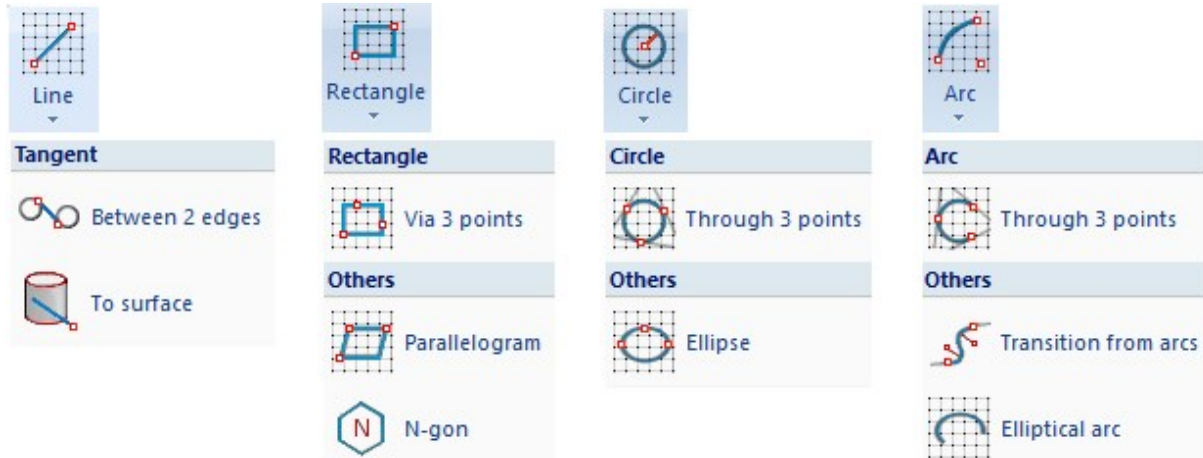 Line
Tangent
Between 2 edges
To surface
Rectangle
Rectangle
Via 3 points
Others
Parallelogram
N
N-gon
Circle
Circle
Through 3 points
Others
Ellipse
Arc
Arc
Through 3 points
Others
Transition from arcs
Elliptical arc